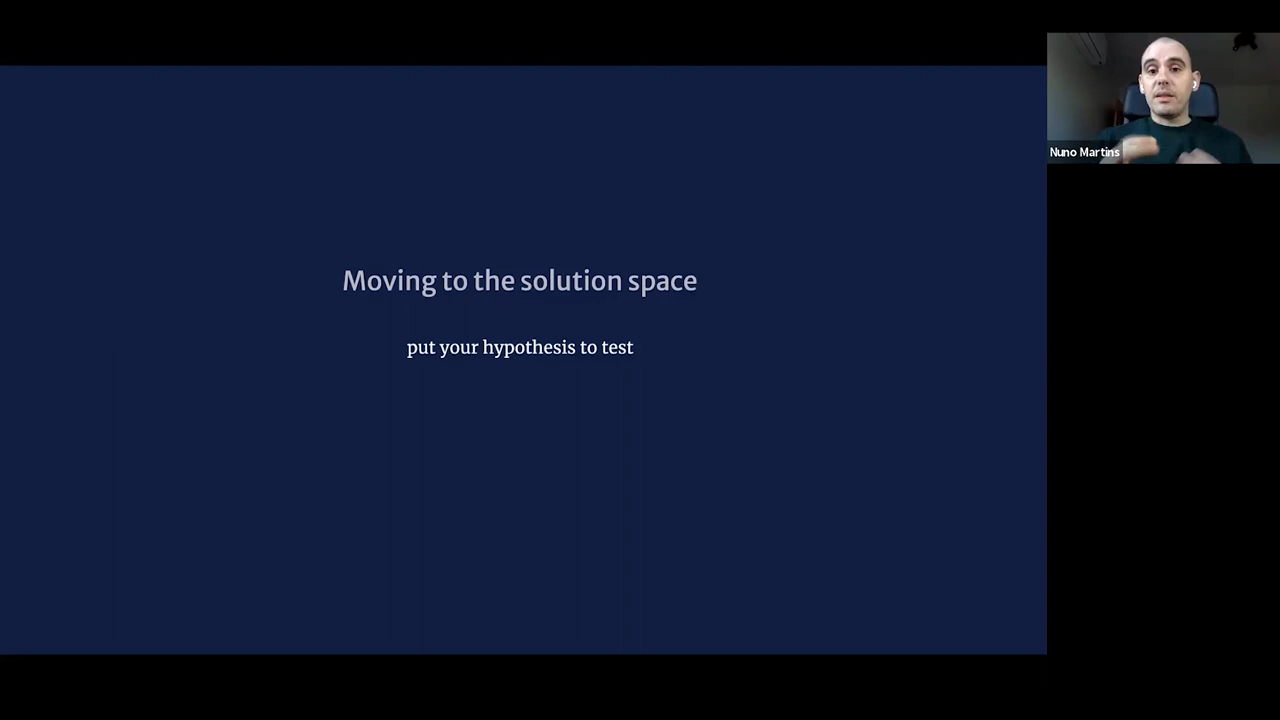 Moving to the solution space
put your hypothesis to test
Nuno Martins